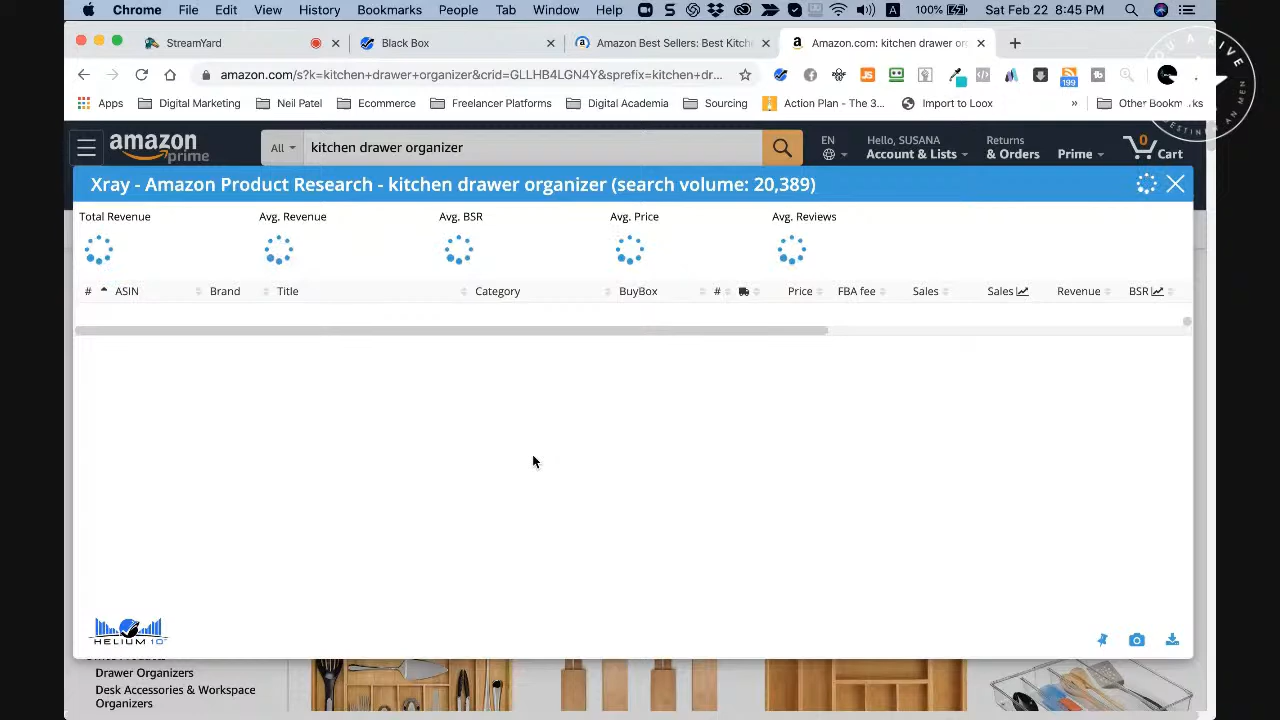 Chrome File Edit View History Bookmarks People Tab Window Help 100% Sat Feb 22 8:45 PM
StreamYard Black Box Amazon Best Sellers: Best Kitche Amazon.com: kitchen drawer or
amazon.com/s?k=kitchen+drawer+organizer&crid=GLLHB4LGN4Y&sprefix=kitchen+dr... JS 199
Apps Digital Marketing Neil Patel Ecommerce Freelancer Platforms Digital Academia Sourcing Action Plan - The 3... Import to Loox » Other Bookm ks
amazon prime All kitchen drawer organizer EN Hello, SUSANA Account & Lists Returns & Orders Prime 0 Cart
Xray - Amazon Product Research - kitchen drawer organizer (search volume: 20,389)
Total Revenue Avg. Revenue Avg. BSR Avg. Price Avg. Reviews
# ASIN Brand Title Category BuyBox # Price FBA fee Sales Sales Revenue BSR
HELIUM 10
Drawer Organizers
Desk Accessories & Workspace
Organizers